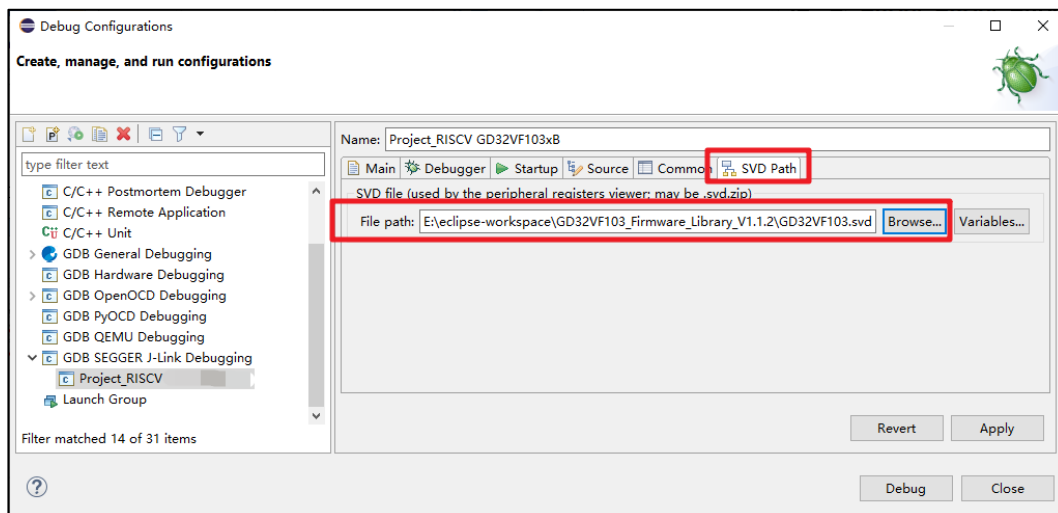 Debug Configurations
Create, manage, and run configurations
Name: Project_RISCV GD32VF103xB
type filter text
Main Debugger Startup Source Common SVD Path
SVD file (used by the peripheral registers viewer; may be .svd.zip)
File path: E:\eclipse-workspace\GD32VF103_Firmware_Library_V1.1.2\GD32VF103.svd Browse... Variables...
C/C++ Postmortem Debugger
C/C++ Remote Application
C/C++ Unit
GDB General Debugging
GDB Hardware Debugging
GDB OpenOCD Debugging
GDB PyOCD Debugging
GDB QEMU Debugging
GDB SEGGER J-Link Debugging
Project_RISCV
Launch Group
Filter matched 14 of 31 items
Revert Apply
Debug Close